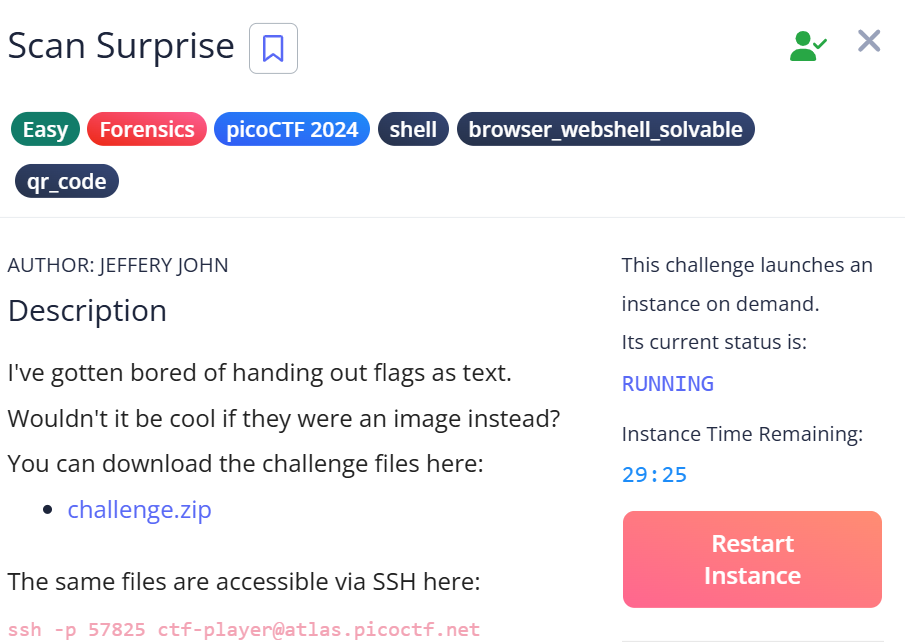 Scan Surprise
Easy Forensics picoCTF 2024 shell browser_webshell_solvable
qr_code
AUTHOR: JEFFERY JOHN
Description
I've gotten bored of handing out flags as text.
Wouldn't it be cool if they were an image instead?
You can download the challenge files here:
challenge.zip
The same files are accessible via SSH here:
ssh -p 57825 ctf-player@atlas.picoctf.net
This challenge launches an
instance on demand.
Its current status is:
RUNNING
Instance Time Remaining:
29:25
Restart
Instance